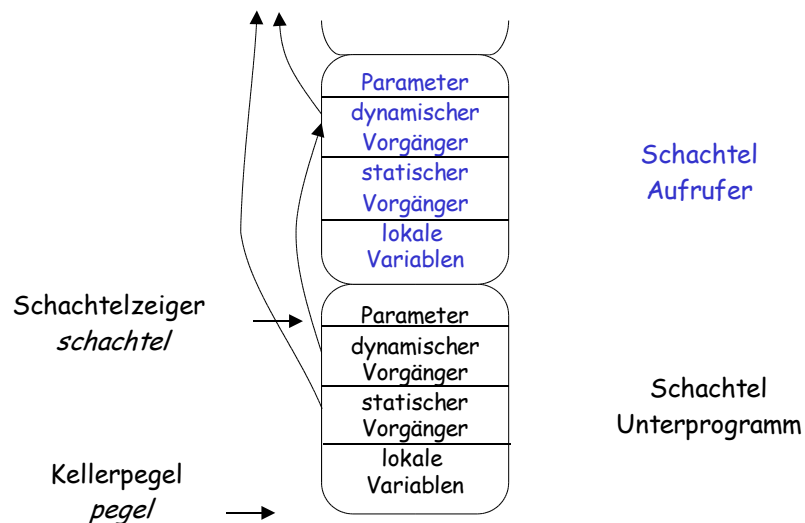 Parameter
dynamischer
Vorgänger
statischer
Vorgänger
lokale
Variablen
Schachtel
Aufrufer
Schachtelzeiger
schachtel
Parameter
dynamischer
Vorgänger
statischer
Vorgänger
lokale
Variablen
Schachtel
Unterprogramm
Kellerpegel
pegel